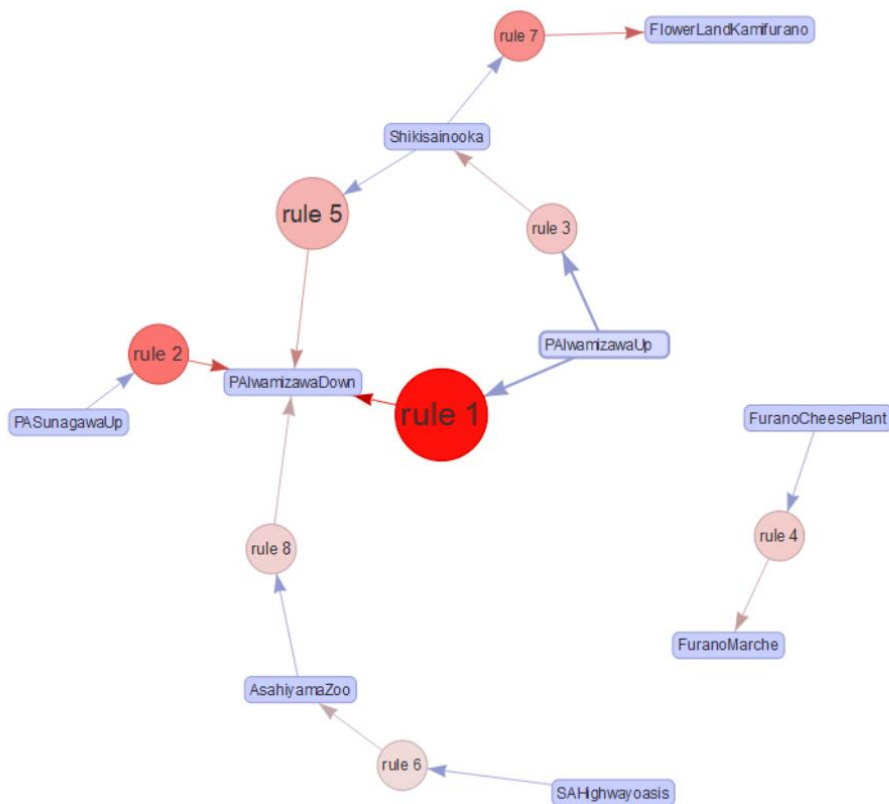 rule 7
FlowerLandKamifurano
Shikisainooka
rule 5
rule 3
PAIwamizawaUp
rule 2
PAIwamizawaDown
rule 1
PASunagawaUp
FuranoCheesePlant
rule 4
rule 8
FuranoMarche
AsahiyamaZoo
rule 6
SAHighwayoasis